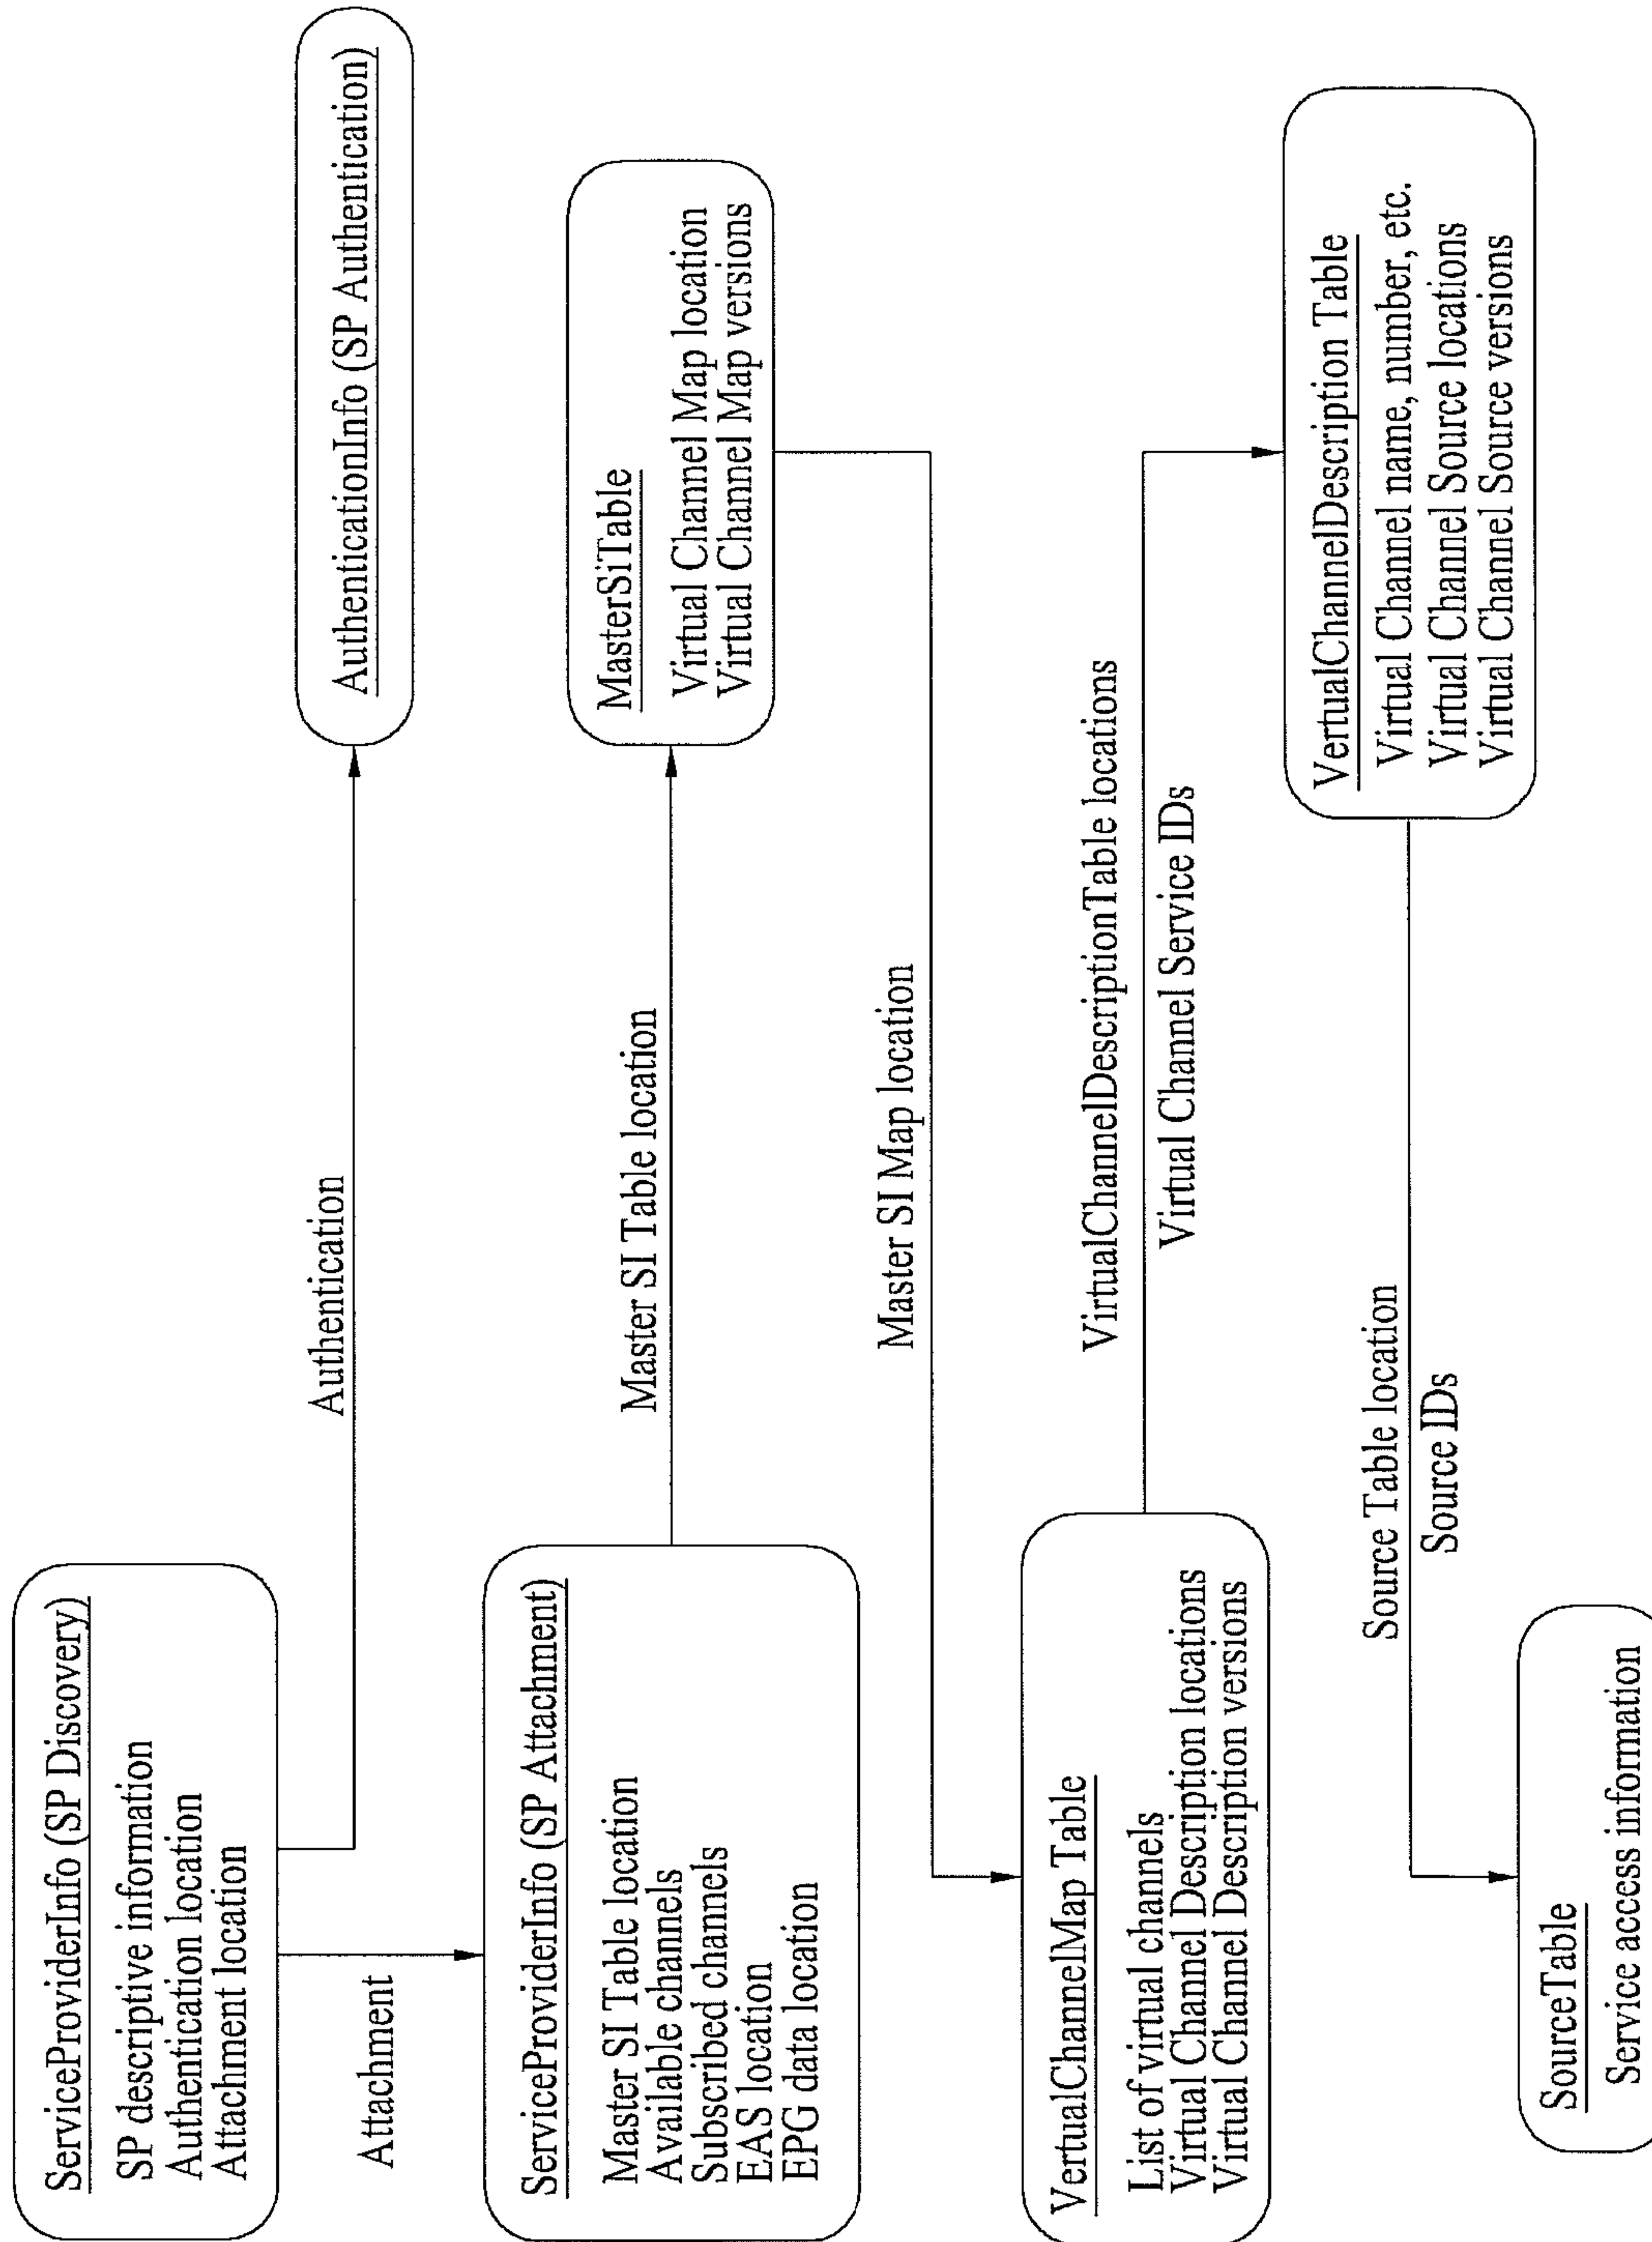 ServiceProviderInfo (SP Discovery)
SP descriptive information
Authentication location
Attachment location
Authentication
AuthenticationInfo (SP Authentication)
Attachment
ServiceProviderInfo (SP Attachment)
Master SI Table location
Available channels
Subscribed channels
EAS location
EPG data location
Master SI Table location
MasterSiTable
Virtual Channel Map location
Virtual Channel Map versions
Master SI Map location
VertualChannelMap Table
List of virtual channels
Virtual Channel Description locations
Virtual Channel Description versions
VirtualChannelDescriptionTable locations
Virtual Channel Service IDs
VertualChannelDescription Table
Virtual Channel name, number, etc.
Virtual Channel Source locations
Virtual Channel Source versions
Source Table location
Source IDs
SourceTable
Service access information